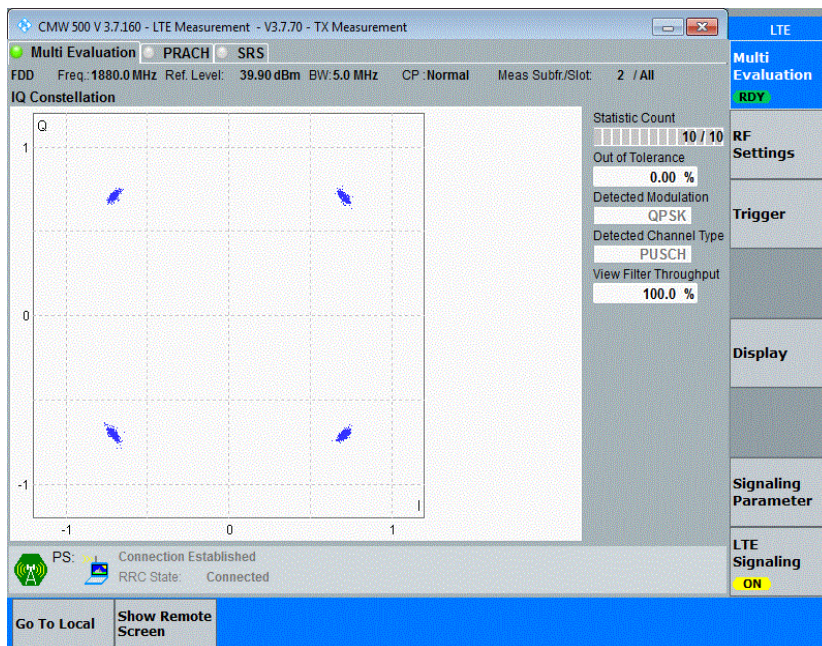 CMW 500 V 3.7.160 - LTE Measurement - V3.7.70 - TX Measurement
LTE
Multi Evaluation PRACH SRS
Multi
Evaluation
RDY
FDD Freq.: 1880.0 MHz Ref. Level: 39.90 dBm BW: 5.0 MHz CP : Normal Meas Subfr./Slot: 2 / All
IQ Constellation
Q
1
0
-1
-1 0 1
I
Statistic Count
10 / 10
Out of Tolerance
0.00 %
Detected Modulation
QPSK
Detected Channel Type
PUSCH
View Filter Throughput
100.0 %
RF
Settings
Trigger
Display
Signaling
Parameter
LTE
Signaling
ON
PS: Connection Established
RRC State: Connected
Go To Local
Show Remote
Screen